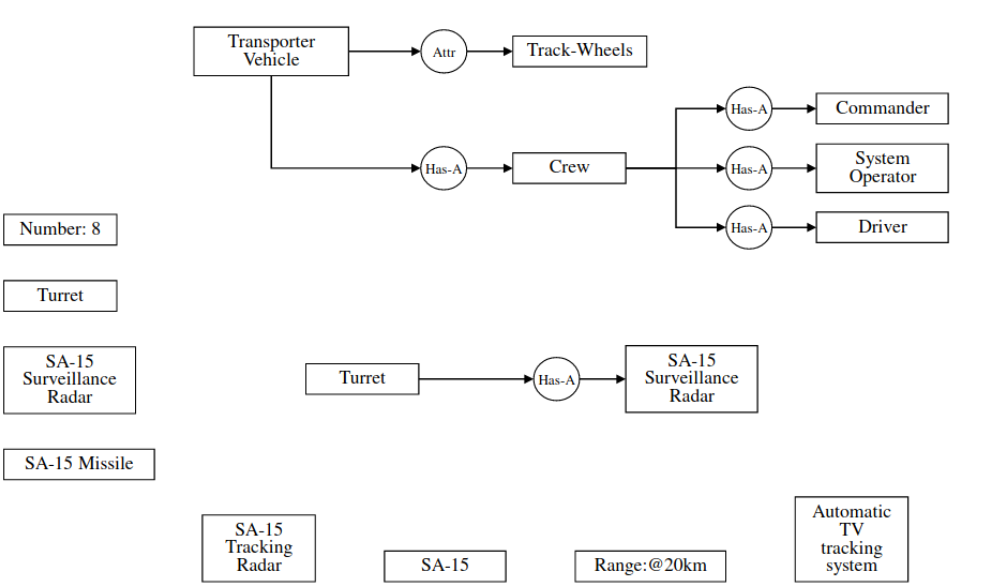 Transporter
Vehicle
Attr
Track-Wheels
Has-A
Commander
Has-A
Crew
Has-A
System
Operator
Has-A
Driver
Number: 8
Turret
SA-15
Surveillance
Radar
Turret
Has-A
SA-15
Surveillance
Radar
SA-15 Missile
SA-15
Tracking
Radar
SA-15
Range:@20km
Automatic
TV
tracking
system